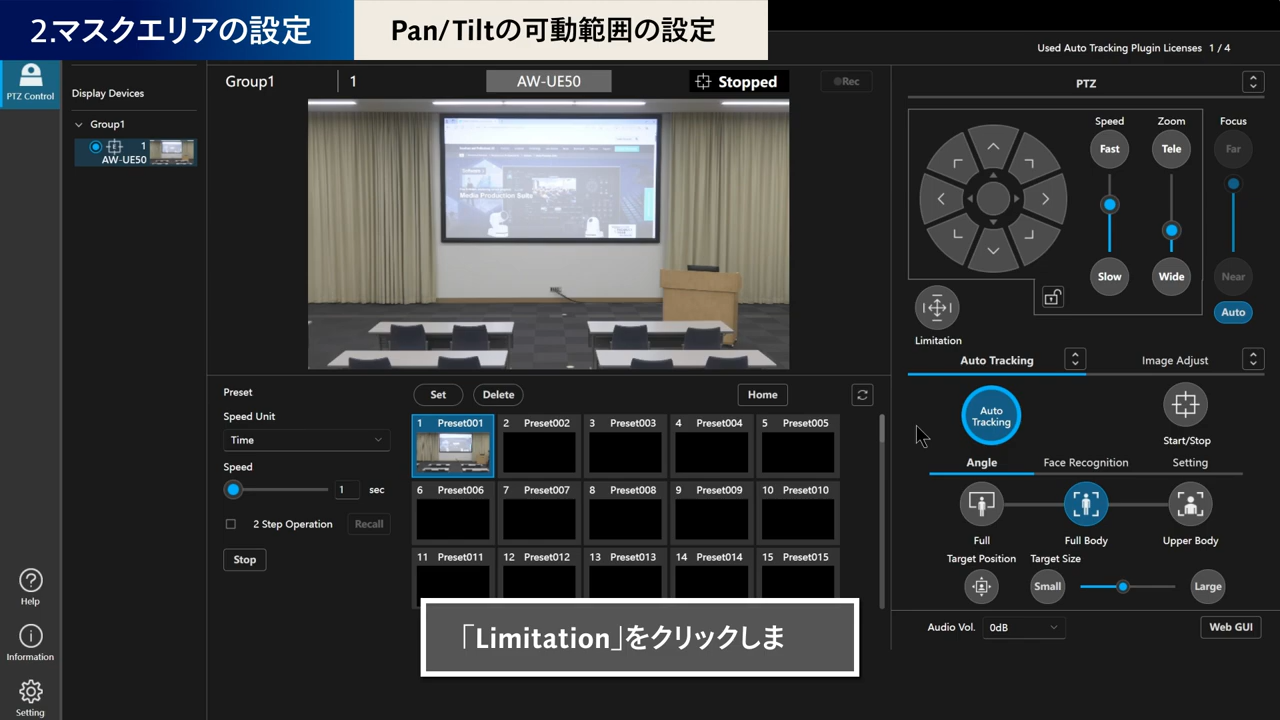 2.マスクエリアの設定
Pan/Tiltの可動範囲の設定
Used Auto Tracking Plugin Licenses 1 / 4
PTZ Control
Display Devices
Group1
1
AW-UE50
Group1
1
AW-UE50
Stopped
Rec
Media Production Suite
PTZ
Speed
Zoom
Focus
Fast
Tele
Far
Slow
Wide
Near
Auto
Limitation
Auto Tracking
Image Adjust
Auto
Tracking
Start/Stop
Angle
Face Recognition
Setting
Full
Full Body
Upper Body
Target Position
Target Size
Small
Large
Audio Vol.
0dB
Web GUI
Preset
Set
Delete
Home
Speed Unit
Time
Speed
1
sec
2 Step Operation
Recall
Stop
1 Preset001
2 Preset002
3 Preset003
4 Preset004
5 Preset005
6 Preset006
7 Preset007
8 Preset008
9 Preset009
10 Preset010
11 Preset011
12 Preset012
13 Preset013
14 Preset014
15 Preset015
Help
Information
Setting
「Limitation」をクリックしま